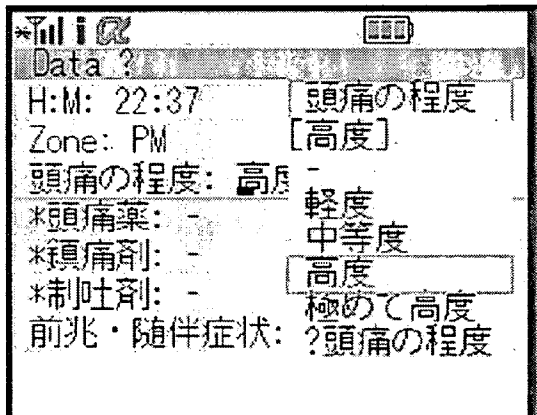 Data ?
H:M: 22:37
Zone: PM
頭痛の程度: 高度
*頭痛薬: -
*鎮痛剤: -
*制吐剤: -
前兆・随伴症状:
頭痛の程度
[高度]
-
軽度
中等度
高度
極めて高度
?頭痛の程度